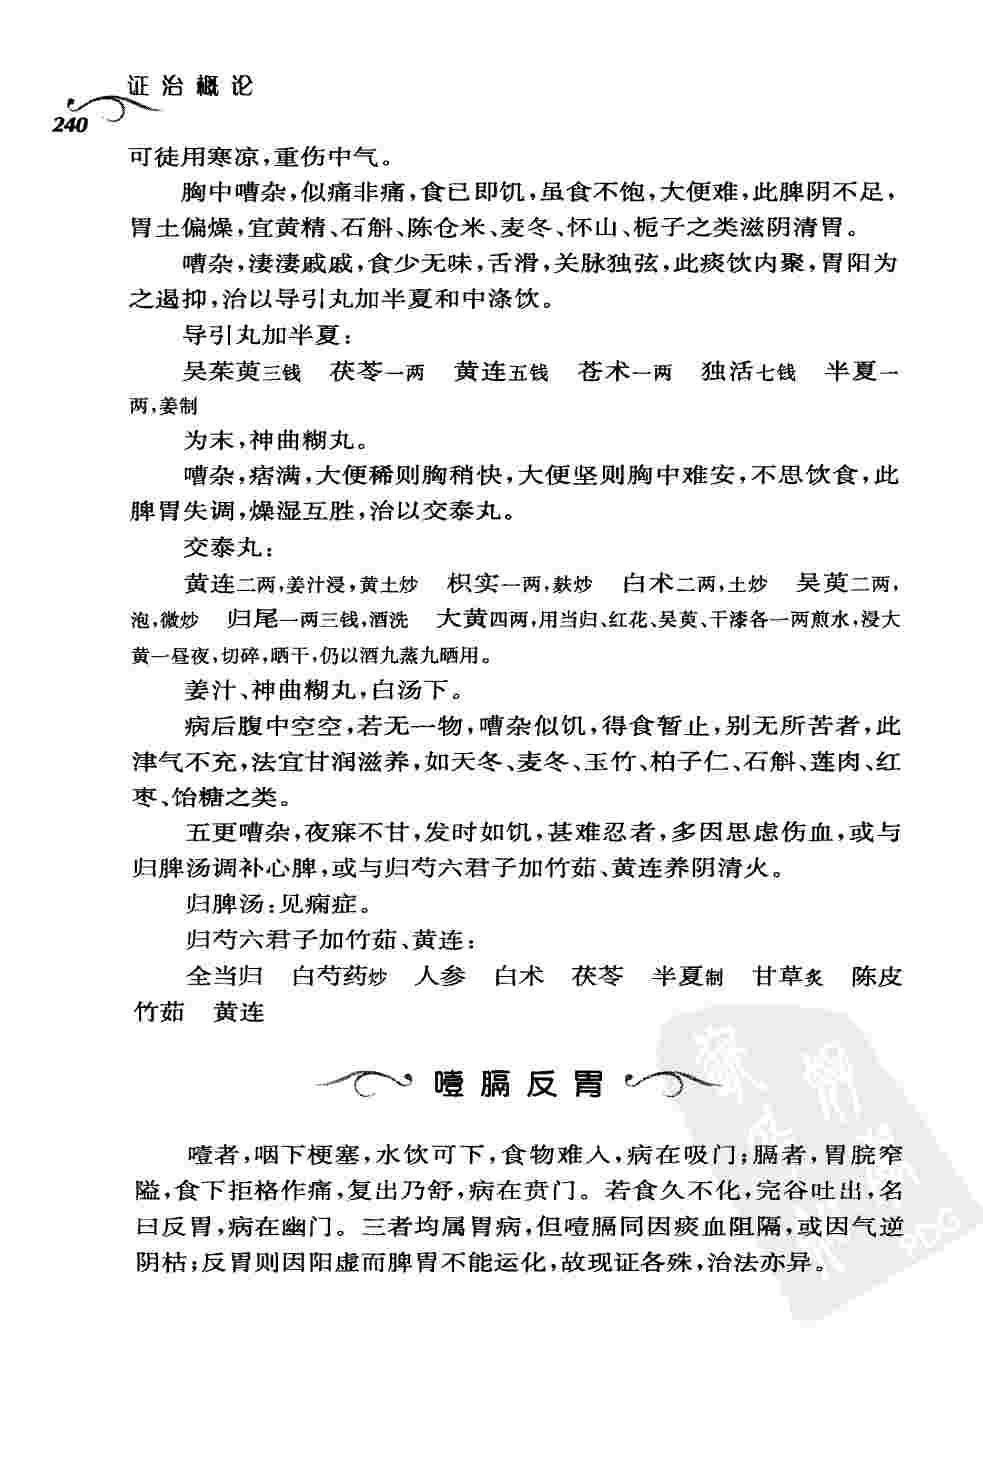 证治概论
240
可徒用寒凉,重伤中气。
胸中嘈杂,似痛非痛,食已即饥,虽食不饱,大便难,此脾阴不足,
胃土偏燥,宜黄精、石斛、陈仓米、麦冬、怀山、栀子之类滋阴清胃。
嘈杂,凄凄戚戚,食少无味,舌滑,关脉独弦,此痰饮内聚,胃阳为
之遏抑,治以导引丸加半夏和中涤饮。
导引丸加半夏:
吴茱萸三钱 茯苓一两 黄连五钱 苍术一两 独活七钱 半夏一
两,姜制
为末,神曲糊丸。
嘈杂,痞满,大便稀则胸稍快,大便坚则胸中难安,不思饮食,此
脾胃失调,燥湿互胜,治以交泰丸。
交泰丸:
黄连二两,姜汁浸,黄土炒 枳实一两,麸炒 白术二两,土炒 吴萸二两,
泡,微炒 归尾一两三钱,酒洗 大黄四两,用当归、红花、吴萸、干漆各一两煎水,浸大
黄一昼夜,切碎,晒干,仍以酒九蒸九晒用。
姜汁、神曲糊丸,白汤下。
病后腹中空空,若无一物,嘈杂似饥,得食暂止,别无所苦者,此
津气不充,法宜甘润滋养,如天冬、麦冬、玉竹、柏子仁、石斛、莲肉、红
枣、饴糖之类。
五更嘈杂,夜寐不甘,发时如饥,甚难忍者,多因思虑伤血,或与
归脾汤调补心脾,或与归芍六君子加竹茹、黄连养阴清火。
归脾汤:见痫症。
归芍六君子加竹茹、黄连:
全当归 白芍药炒 人参 白术 茯苓 半夏制 甘草炙 陈皮
竹茹 黄连
噎膈反胃
噎者,咽下梗塞,水饮可下,食物难入,病在吸门;膈者,胃脘窄
隘,食下拒格作痛,复出乃舒,病在贲门。若食久不化,完谷吐出,名
曰反胃,病在幽门。三者均属胃病,但噎膈同因痰血阻隔,或因气逆
阴枯;反胃则因阳虚而脾胃不能运化,故现证各殊,治法亦异。
PDG